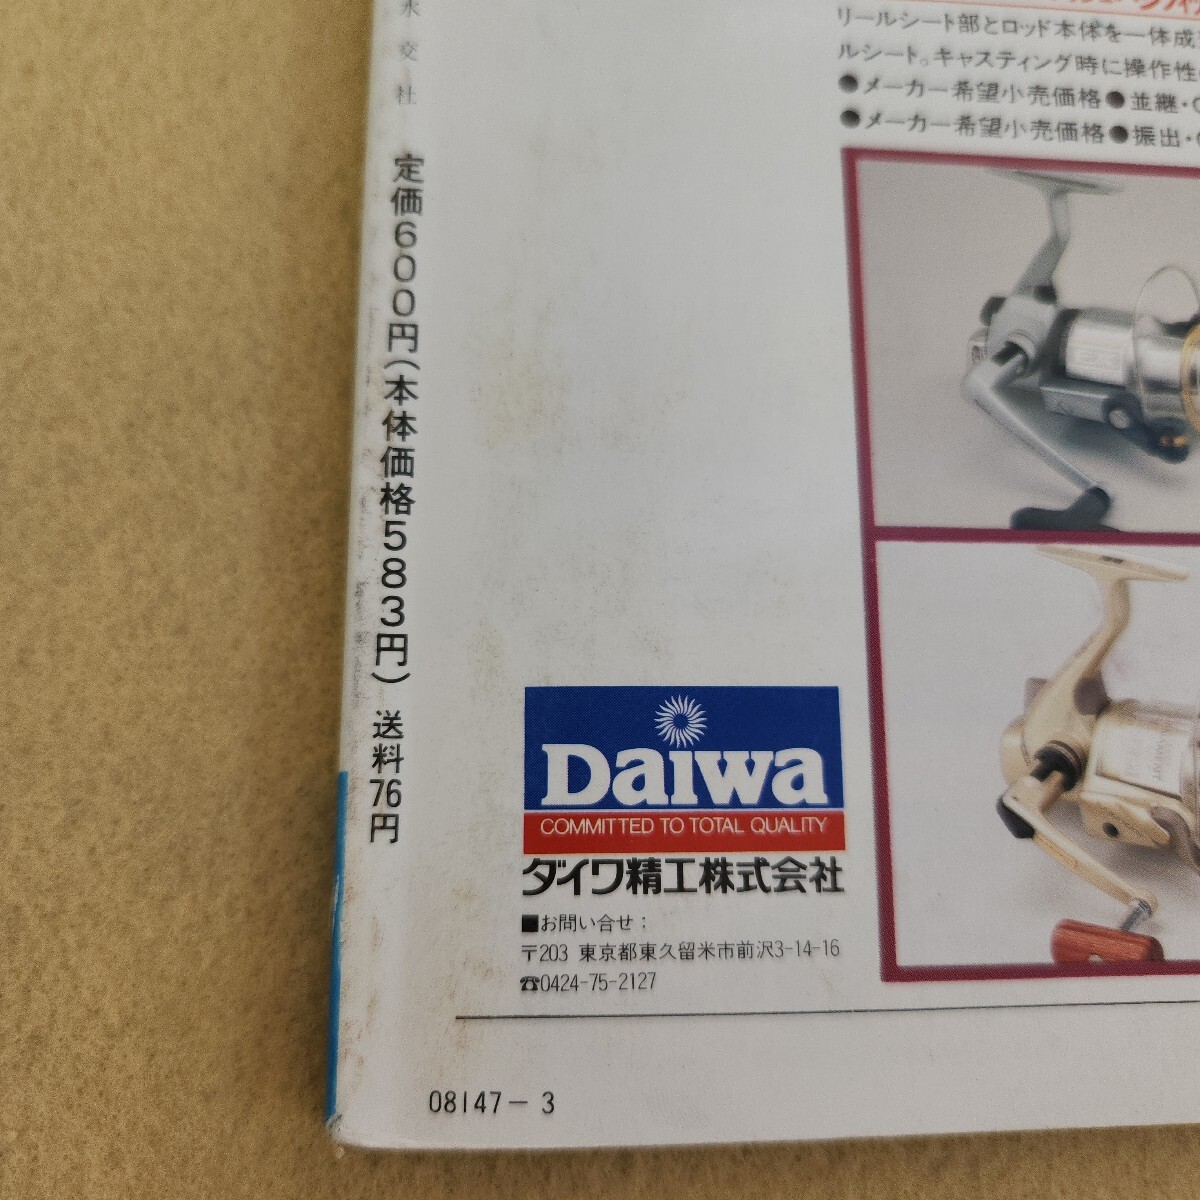 水交社
定価600円(本体価格583円) 送料76円
リールシート部とロッド本体を一体成
ルシート。キャスティング時に操作性
●メーカー希望小売価格●並継・
●メーカー希望小売価格●振出・
Daiwa
COMMITTED TO TOTAL QUALITY
ダイワ精工株式会社
■お問い合せ：
〒203 東京都東久留米市前沢3-14-16
☎0424-75-2127
08147-3